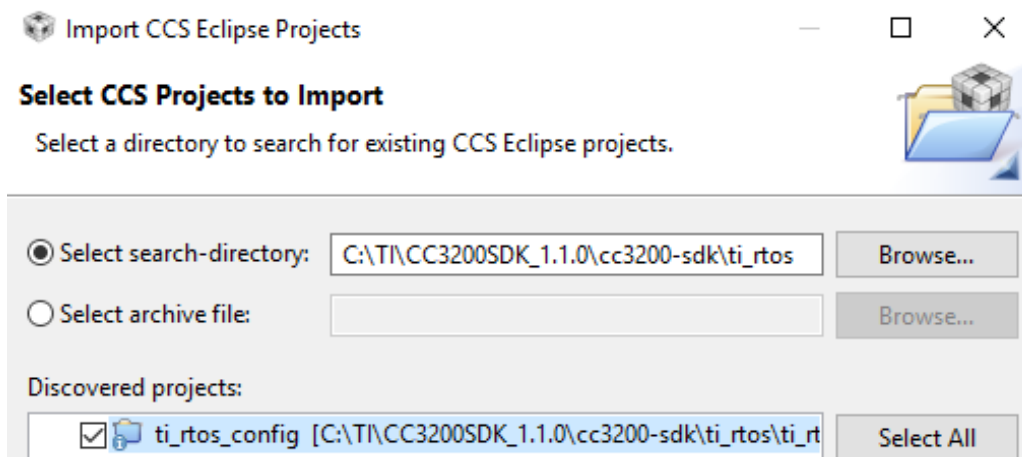 Import CCS Eclipse Projects
Select CCS Projects to Import
Select a directory to search for existing CCS Eclipse projects.
Select search-directory: C:\TI\CC3200SDK_1.1.0\cc3200-sdk\ti_rtos Browse...
Select archive file: Browse...
Discovered projects:
ti_rtos_config [C:\TI\CC3200SDK_1.1.0\cc3200-sdk\ti_rtos\ti_rt Select All